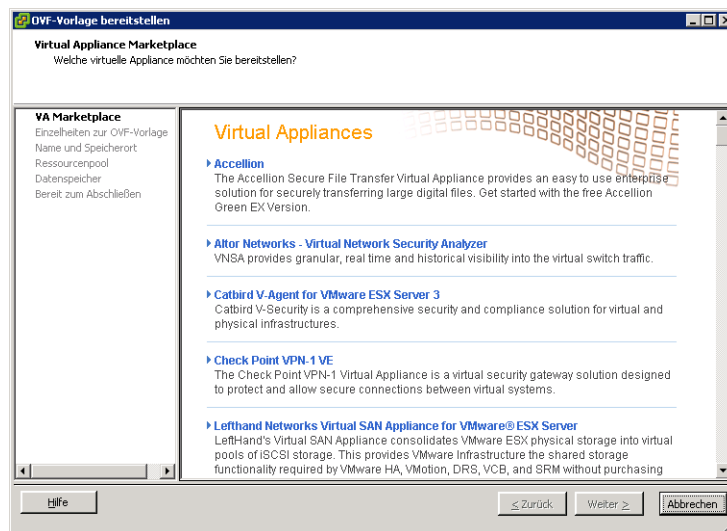 OVF-Vorlage bereitstellen
Virtual Appliance Marketplace
Welche virtuelle Appliance möchten Sie bereitstellen?
VA Marketplace
Einzelheiten zur OVF-Vorlage
Name und Speicherort
Ressourcenpool
Datenspeicher
Bereit zum Abschließen
Virtual Appliances
Accellion
The Accellion Secure File Transfer Virtual Appliance provides an easy to use enterprise
solution for securely transferring large digital files. Get started with the free Accellion
Green EX Version.
Altor Networks - Virtual Network Security Analyzer
VNSA provides granular, real time and historical visibility into the virtual switch traffic.
Catbird V-Agent for VMware ESX Server 3
Catbird V-Security is a comprehensive security and compliance solution for virtual and
physical infrastructures.
Check Point VPN-1 VE
The Check Point VPN-1 Virtual Appliance is a virtual security gateway solution designed
to protect and allow secure connections between virtual systems.
Lefthand Networks Virtual SAN Appliance for VMware® ESX Server
LeftHand's Virtual SAN Appliance consolidates VMware ESX physical storage into virtual
pools of iSCSI storage. This provides VMware Infrastructure the shared storage
functionality required by VMware HA, VMotion, DRS, VCB, and SRM without purchasing
Hilfe
< Zurück
Weiter >
Abbrechen